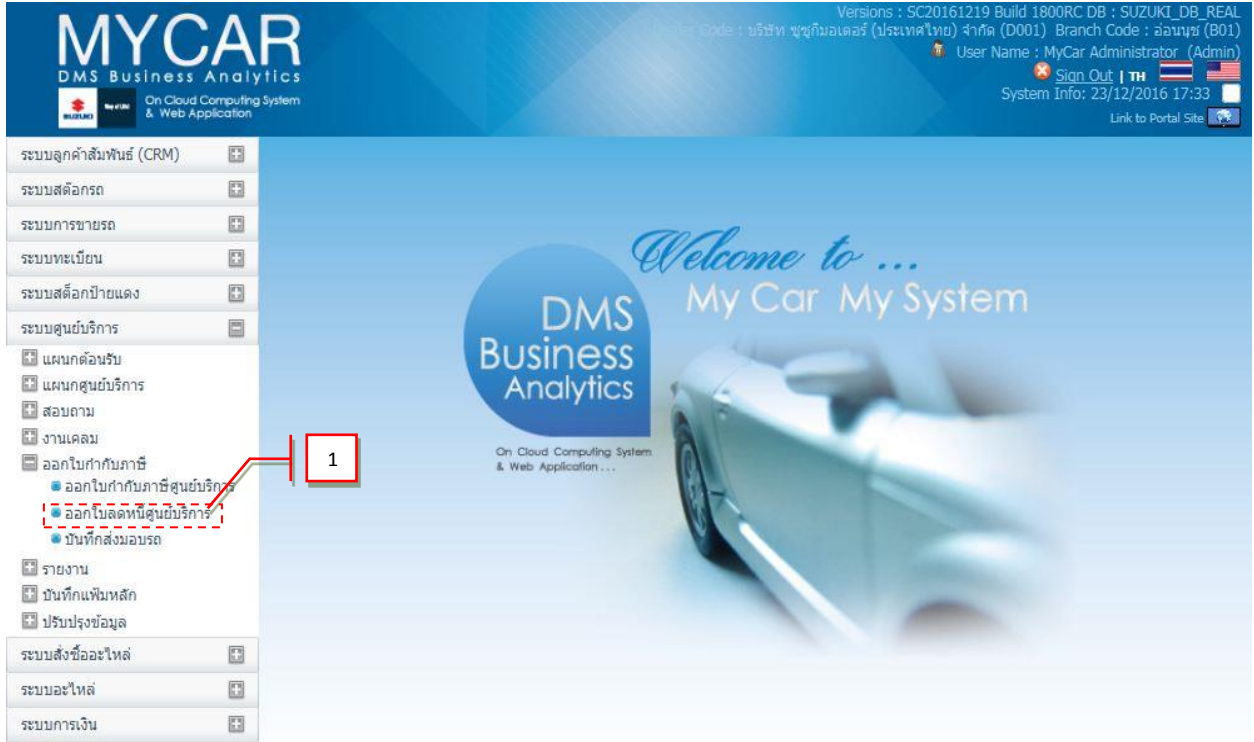 MYCAR
DMS Business Analytics
SUZUKI
Way of Life!
On Cloud Computing System
& Web Application
Versions : SC20161219 Build 1800RC DB : SUZUKI_DB_REAL
Code : บริษัท ซูซูกิมอเตอร์ (ประเทศไทย) จำกัด (D001) Branch Code : อ่อนนุช (B01)
User Name : MyCar Administrator (Admin)
Sign Out | TH
System Info: 23/12/2016 17:33
Link to Portal Site
ระบบลูกค้าสัมพันธ์ (CRM)
ระบบสต๊อกรถ
ระบบการขายรถ
ระบบทะเบียน
ระบบสต็อกป้ายแดง
ระบบศูนย์บริการ
แผนกต้อนรับ
แผนกศูนย์บริการ
สอบถาม
งานเคลม
ออกใบกำกับภาษี
ออกใบกำกับภาษีศูนย์บริการ
ออกใบลดหนี้ศูนย์บริการ
บันทึกส่งมอบรถ
รายงาน
บันทึกแฟ้มหลัก
ปรับปรุงข้อมูล
ระบบสั่งซื้ออะไหล่
ระบบอะไหล่
ระบบการเงิน
1
Welcome to ...
My Car My System
DMS
Business
Analytics
On Cloud Computing System
& Web Application ...